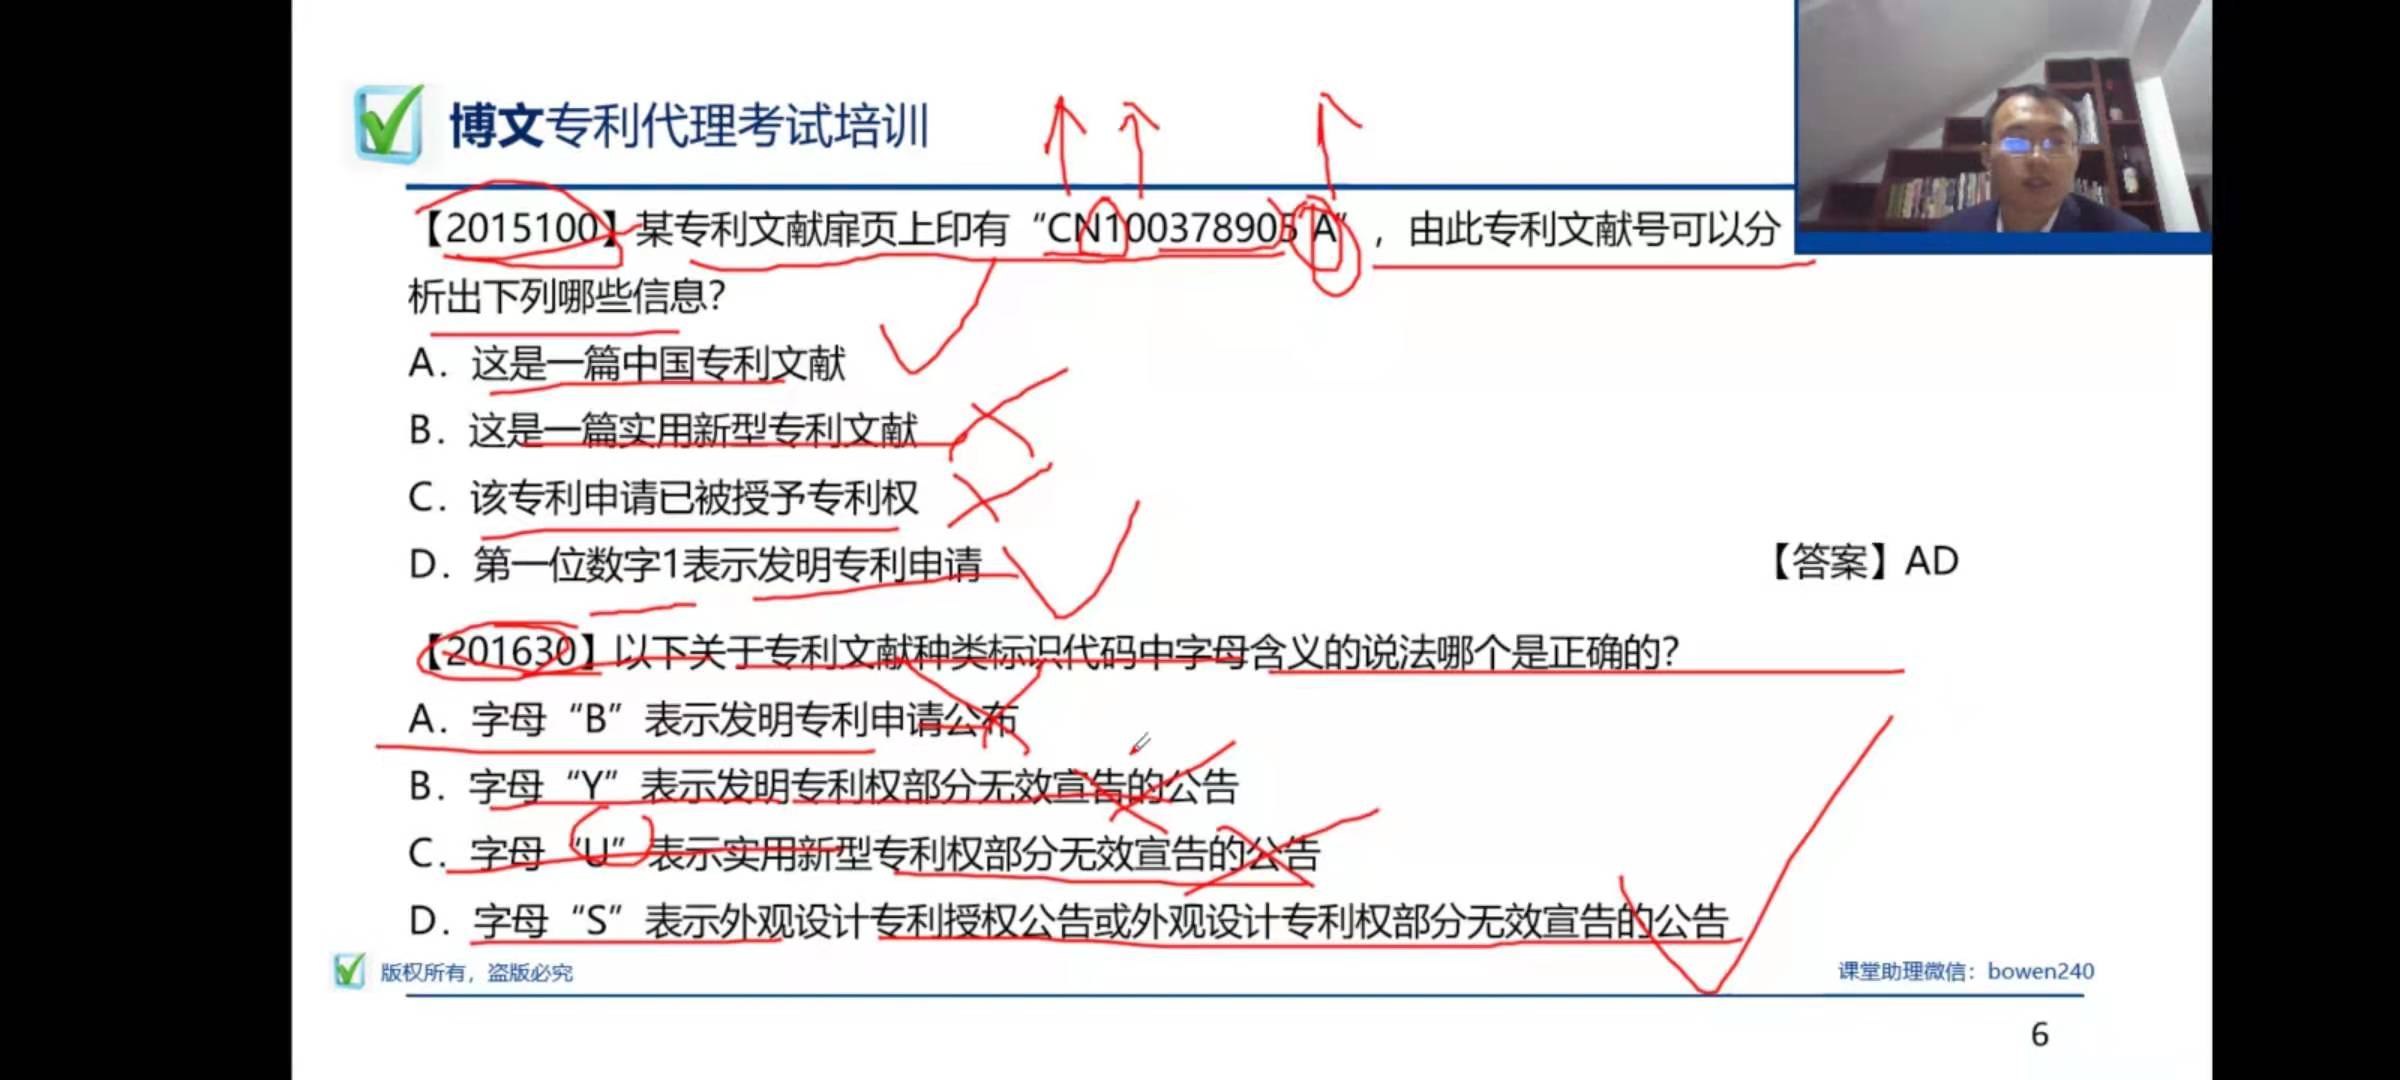 博文专利代理考试培训
【2015100】某专利文献扉页上印有“CN100378905 A”，由此专利文献号可以分
析出下列哪些信息？
A. 这是一篇中国专利文献
B. 这是一篇实用新型专利文献
C. 该专利申请已被授予专利权
D. 第一位数字1表示发明专利申请
【答案】AD
【201630】以下关于专利文献种类标识代码中字母含义的说法哪个是正确的？
A. 字母“B”表示发明专利申请公布
B. 字母“Y”表示发明专利权部分无效宣告的公告
C. 字母“U”表示实用新型专利权部分无效宣告的公告
D. 字母“S”表示外观设计专利授权公告或外观设计专利权部分无效宣告的公告
版权所有，盗版必究
课堂助理微信：bowen240
6